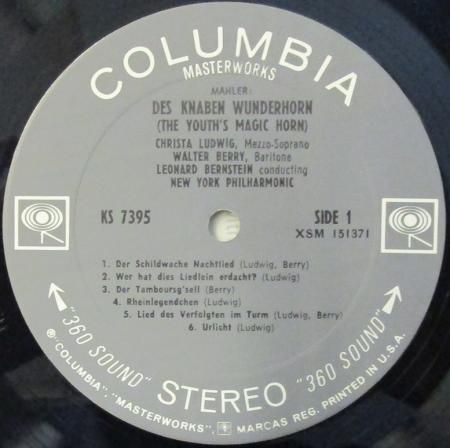 COLUMBIA
MASTERWORKS
MAHLER:
DES KNABEN WUNDERHORN
(THE YOUTH'S MAGIC HORN)
CHRISTA LUDWIG, Mezzo-Soprano
WALTER BERRY, Baritone
LEONARD BERNSTEIN conducting
NEW YORK PHILHARMONIC
KS 7395
SIDE 1
XSM 151371
1. Der Schildwache Nachtlied (Ludwig, Berry)
2. Wer hat dies Liedlein erdacht? (Ludwig)
3. Der Tamboursg'sell (Berry)
4. Rheinlegendchen (Ludwig)
5. Lied des Verfolgten im Turm (Ludwig, Berry)
6. Urlicht (Ludwig)
"360 SOUND" STEREO "360 SOUND"
® "COLUMBIA", "MASTERWORKS", MARCAS REG. PRINTED IN U.S.A.